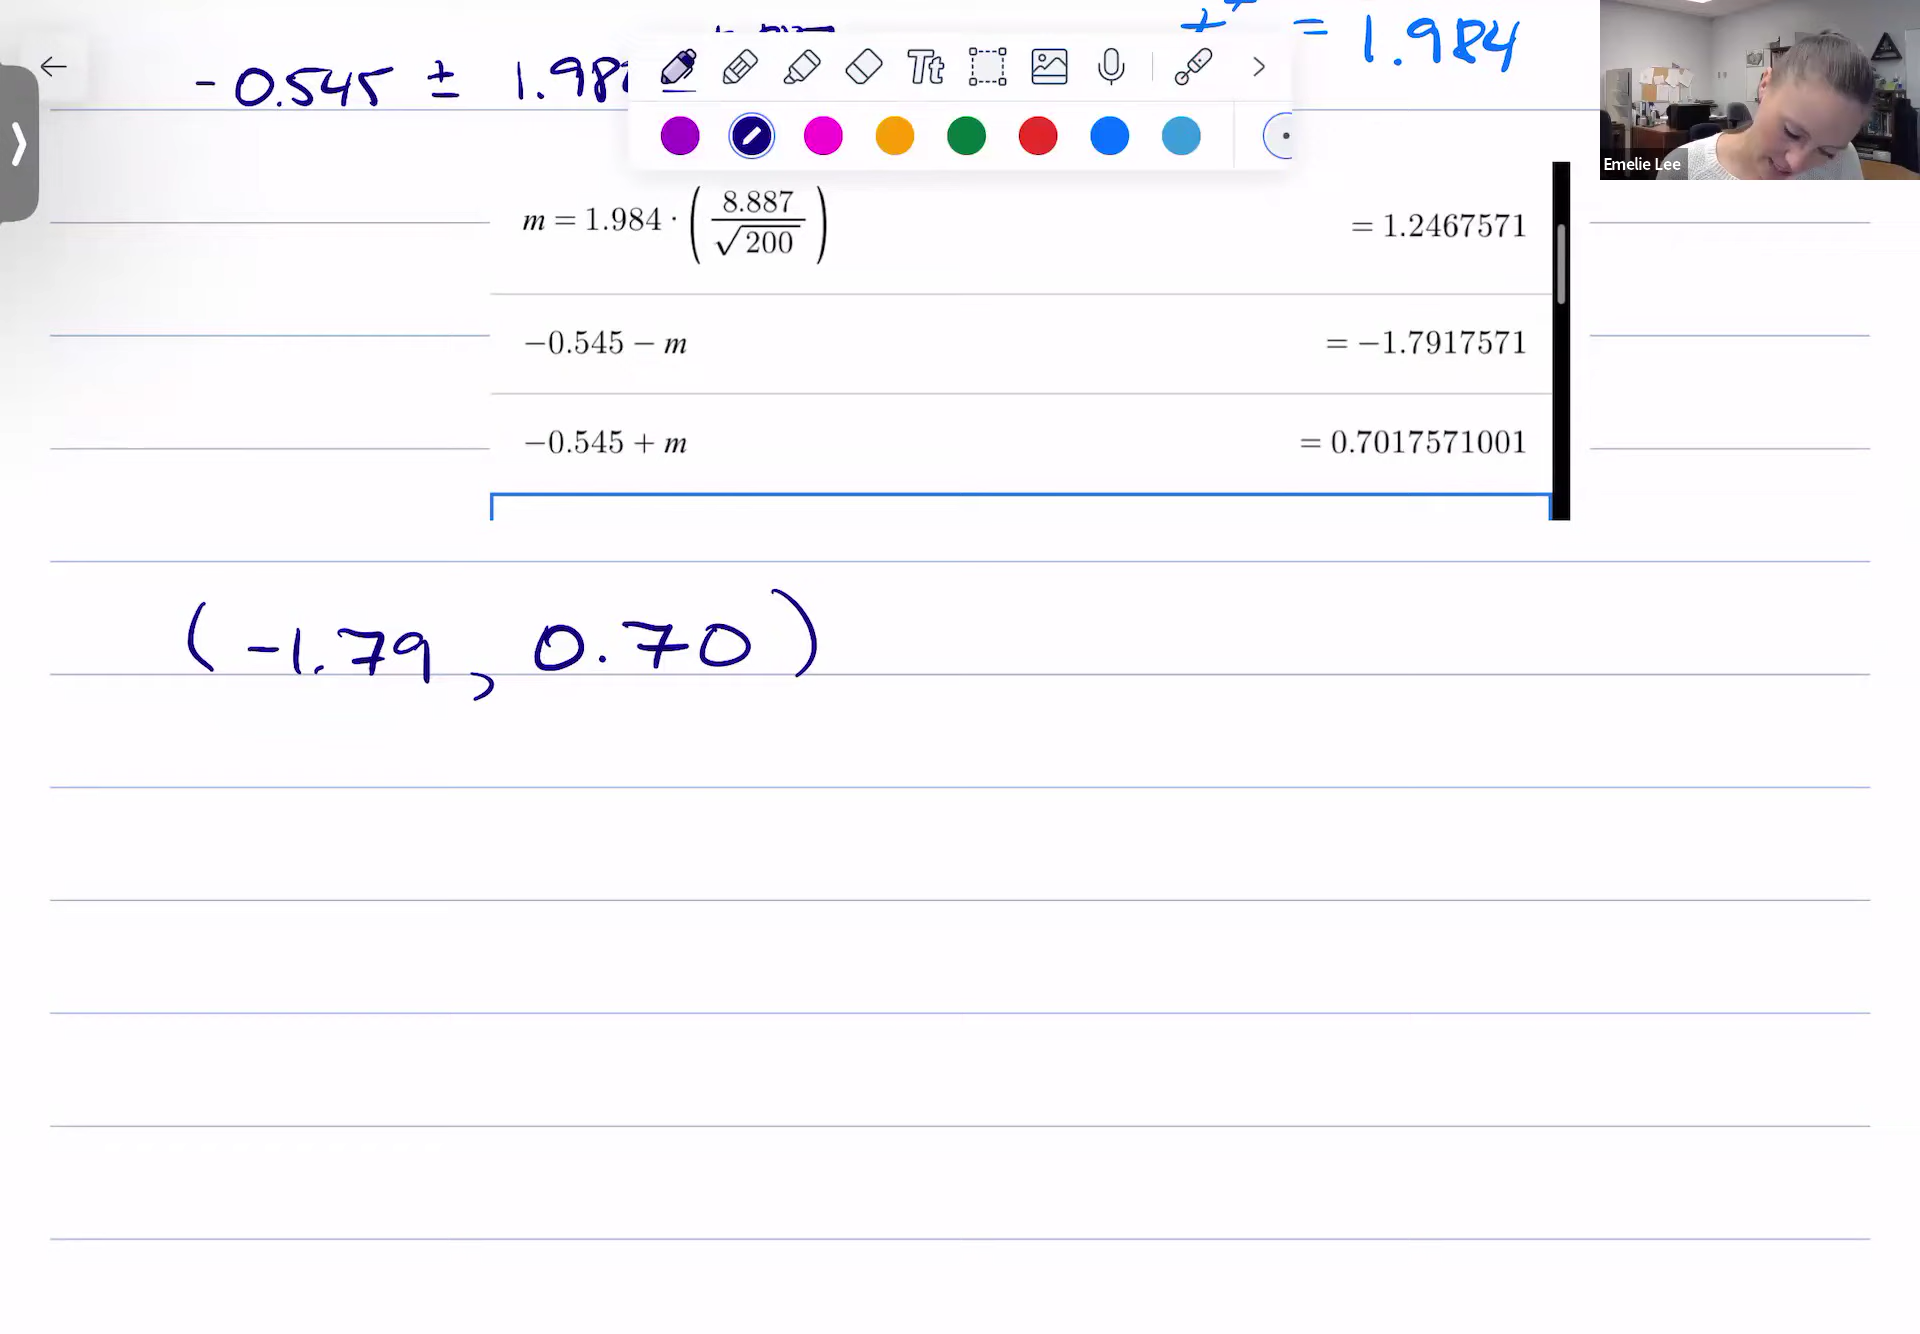 = 1.984
- 0.545 ± 1.98
Tt
Emelie Lee
m = 1.984 · (8.887/√200) = 1.2467571
−0.545 − m = −1.7917571
−0.545 + m = 0.7017571001
( -1.79 , 0.70 )